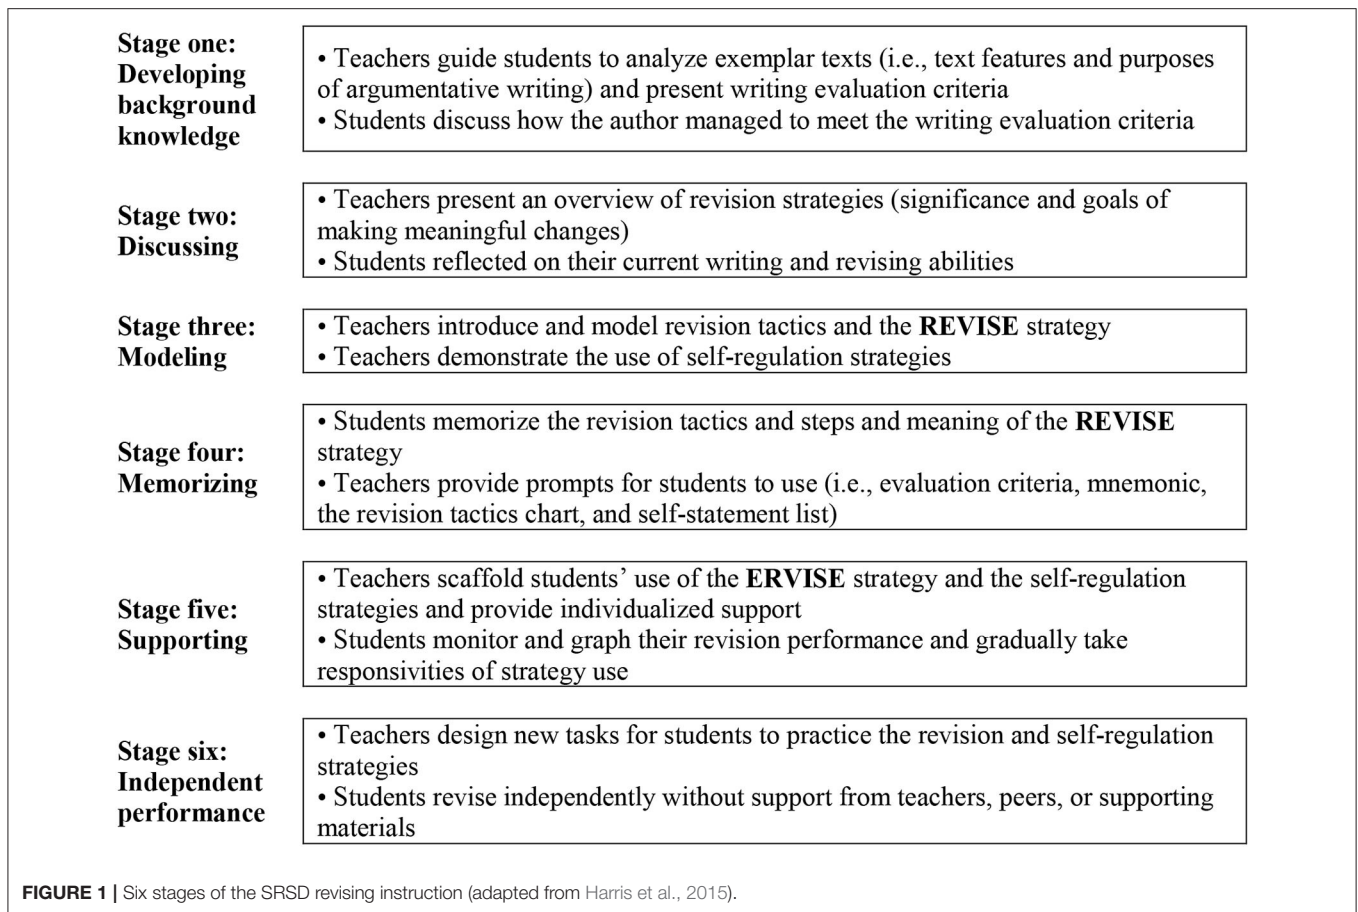 Stage one:
Developing
background
knowledge
• Teachers guide students to analyze exemplar texts (i.e., text features and purposes
of argumentative writing) and present writing evaluation criteria
• Students discuss how the author managed to meet the writing evaluation criteria
Stage two:
Discussing
• Teachers present an overview of revision strategies (significance and goals of
making meaningful changes)
• Students reflected on their current writing and revising abilities
Stage three:
Modeling
• Teachers introduce and model revision tactics and the REVISE strategy
• Teachers demonstrate the use of self-regulation strategies
Stage four:
Memorizing
• Students memorize the revision tactics and steps and meaning of the REVISE
strategy
• Teachers provide prompts for students to use (i.e., evaluation criteria, mnemonic,
the revision tactics chart, and self-statement list)
Stage five:
Supporting
• Teachers scaffold students’ use of the ERVISE strategy and the self-regulation
strategies and provide individualized support
• Students monitor and graph their revision performance and gradually take
responsivities of strategy use
Stage six:
Independent
performance
• Teachers design new tasks for students to practice the revision and self-regulation
strategies
• Students revise independently without support from teachers, peers, or supporting
materials
FIGURE 1 | Six stages of the SRSD revising instruction (adapted from Harris et al., 2015).